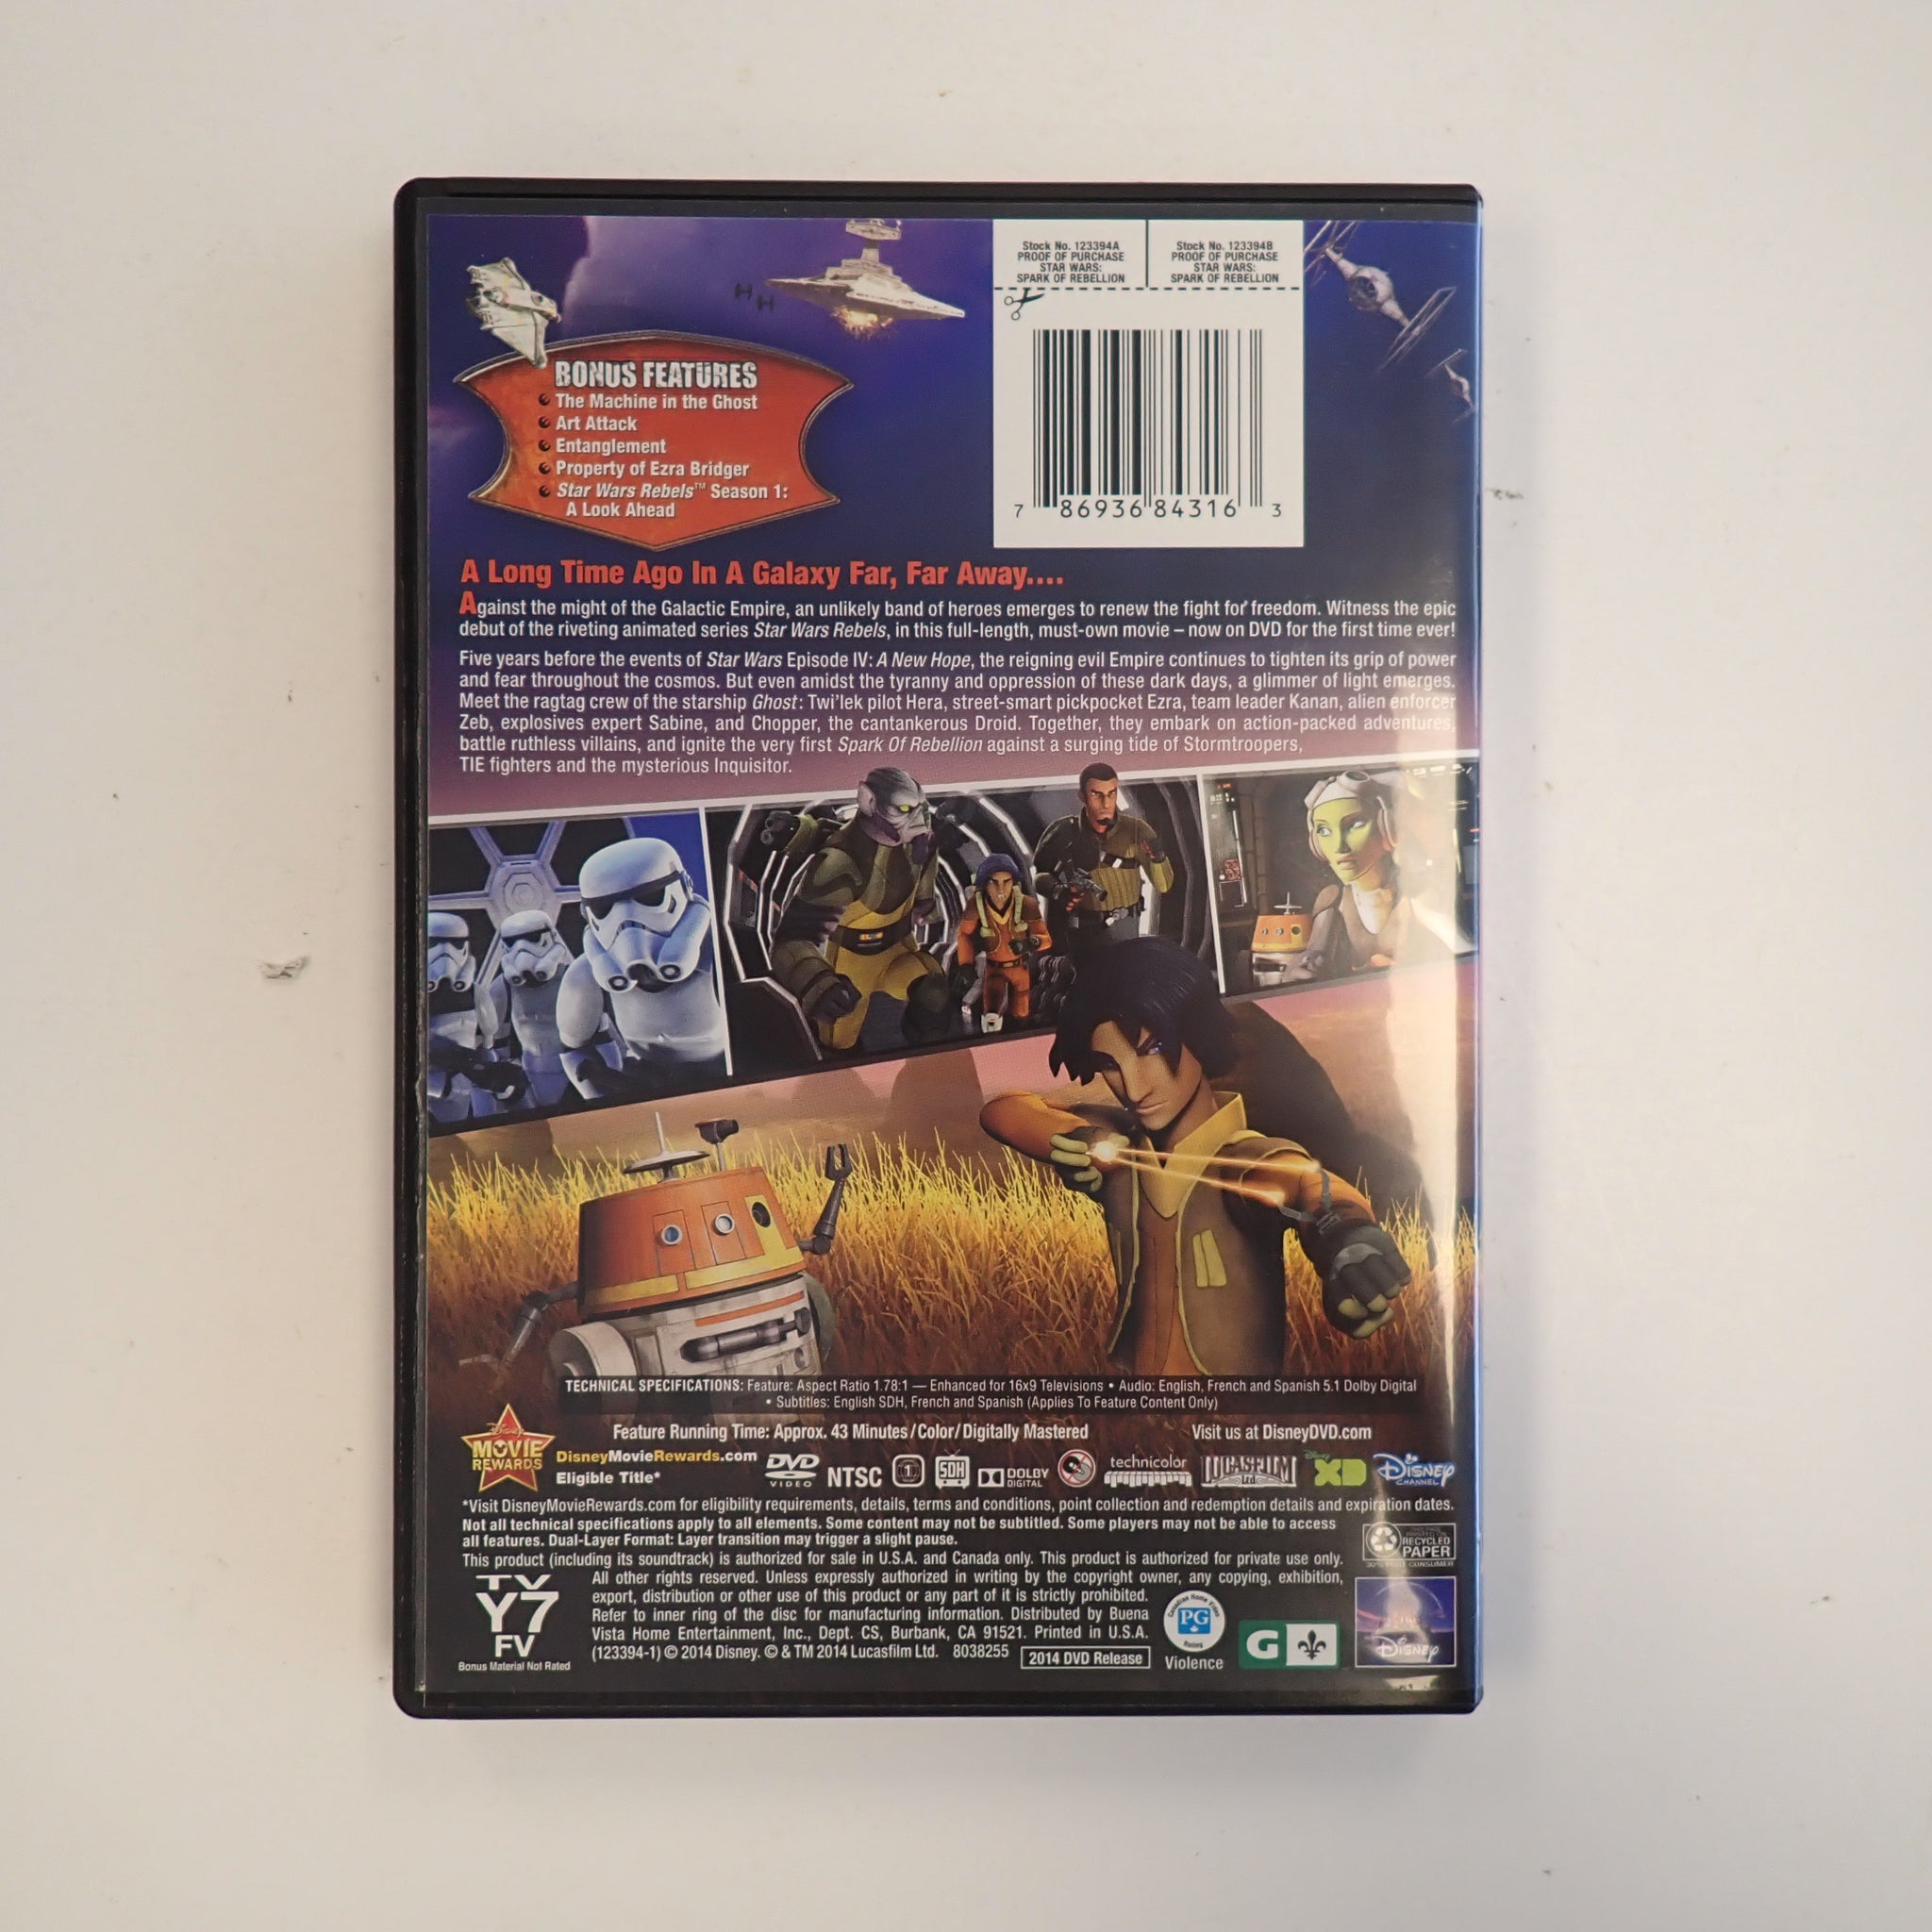 Stock No. 123394A
PROOF OF PURCHASE
STAR WARS:
SPARK OF REBELLION
Stock No. 123394B
PROOF OF PURCHASE
STAR WARS:
SPARK OF REBELLION
7 86936 84316 3
BONUS FEATURES
The Machine in the Ghost
Art Attack
Entanglement
Property of Ezra Bridger
Star Wars Rebels™ Season 1:
A Look Ahead
A Long Time Ago In A Galaxy Far, Far Away....
Against the might of the Galactic Empire, an unlikely band of heroes emerges to renew the fight for freedom. Witness the epic
debut of the riveting animated series Star Wars Rebels, in this full-length, must-own movie – now on DVD for the first time ever!
Five years before the events of Star Wars Episode IV: A New Hope, the reigning evil Empire continues to tighten its grip of power
and fear throughout the cosmos. But even amidst the tyranny and oppression of these dark days, a glimmer of light emerges.
Meet the ragtag crew of the starship Ghost: Twi'lek pilot Hera, street-smart pickpocket Ezra, team leader Kanan, alien enforcer
Zeb, explosives expert Sabine, and Chopper, the cantankerous Droid. Together, they embark on action-packed adventures,
battle ruthless villains, and ignite the very first Spark Of Rebellion against a surging tide of Stormtroopers,
TIE fighters and the mysterious Inquisitor.
TECHNICAL SPECIFICATIONS: Feature: Aspect Ratio 1.78:1 — Enhanced for 16x9 Televisions • Audio: English, French and Spanish 5.1 Dolby Digital
• Subtitles: English SDH, French and Spanish (Applies To Feature Content Only)
Feature Running Time: Approx. 43 Minutes/Color/Digitally Mastered
Visit us at DisneyDVD.com
Disney
MOVIE
REWARDS
DisneyMovieRewards.com
Eligible Title*
DVD
VIDEO
NTSC
1
SDH
DOLBY
DIGITAL
technicolor
LUCASFILM
Ltd.
Disney
XD
Disney
CHANNEL
*Visit DisneyMovieRewards.com for eligibility requirements, details, terms and conditions, point collection and redemption details and expiration dates.
Not all technical specifications apply to all elements. Some content may not be subtitled. Some players may not be able to access
all features. Dual-Layer Format: Layer transition may trigger a slight pause.
This product (including its soundtrack) is authorized for sale in U.S.A. and Canada only. This product is authorized for private use only.
All other rights reserved. Unless expressly authorized in writing by the copyright owner, any copying, exhibition,
export, distribution or other use of this product or any part of it is strictly prohibited.
Refer to inner ring of the disc for manufacturing information. Distributed by Buena
Vista Home Entertainment, Inc., Dept. CS, Burbank, CA 91521. Printed in U.S.A.
(123394-1) © 2014 Disney. © & TM 2014 Lucasfilm Ltd. 8038255
2014 DVD Release
TV
Y7
FV
Bonus Material Not Rated
Canadian Home Video
PG
Rating
Violence
G
RECYCLED
PAPER
Disney